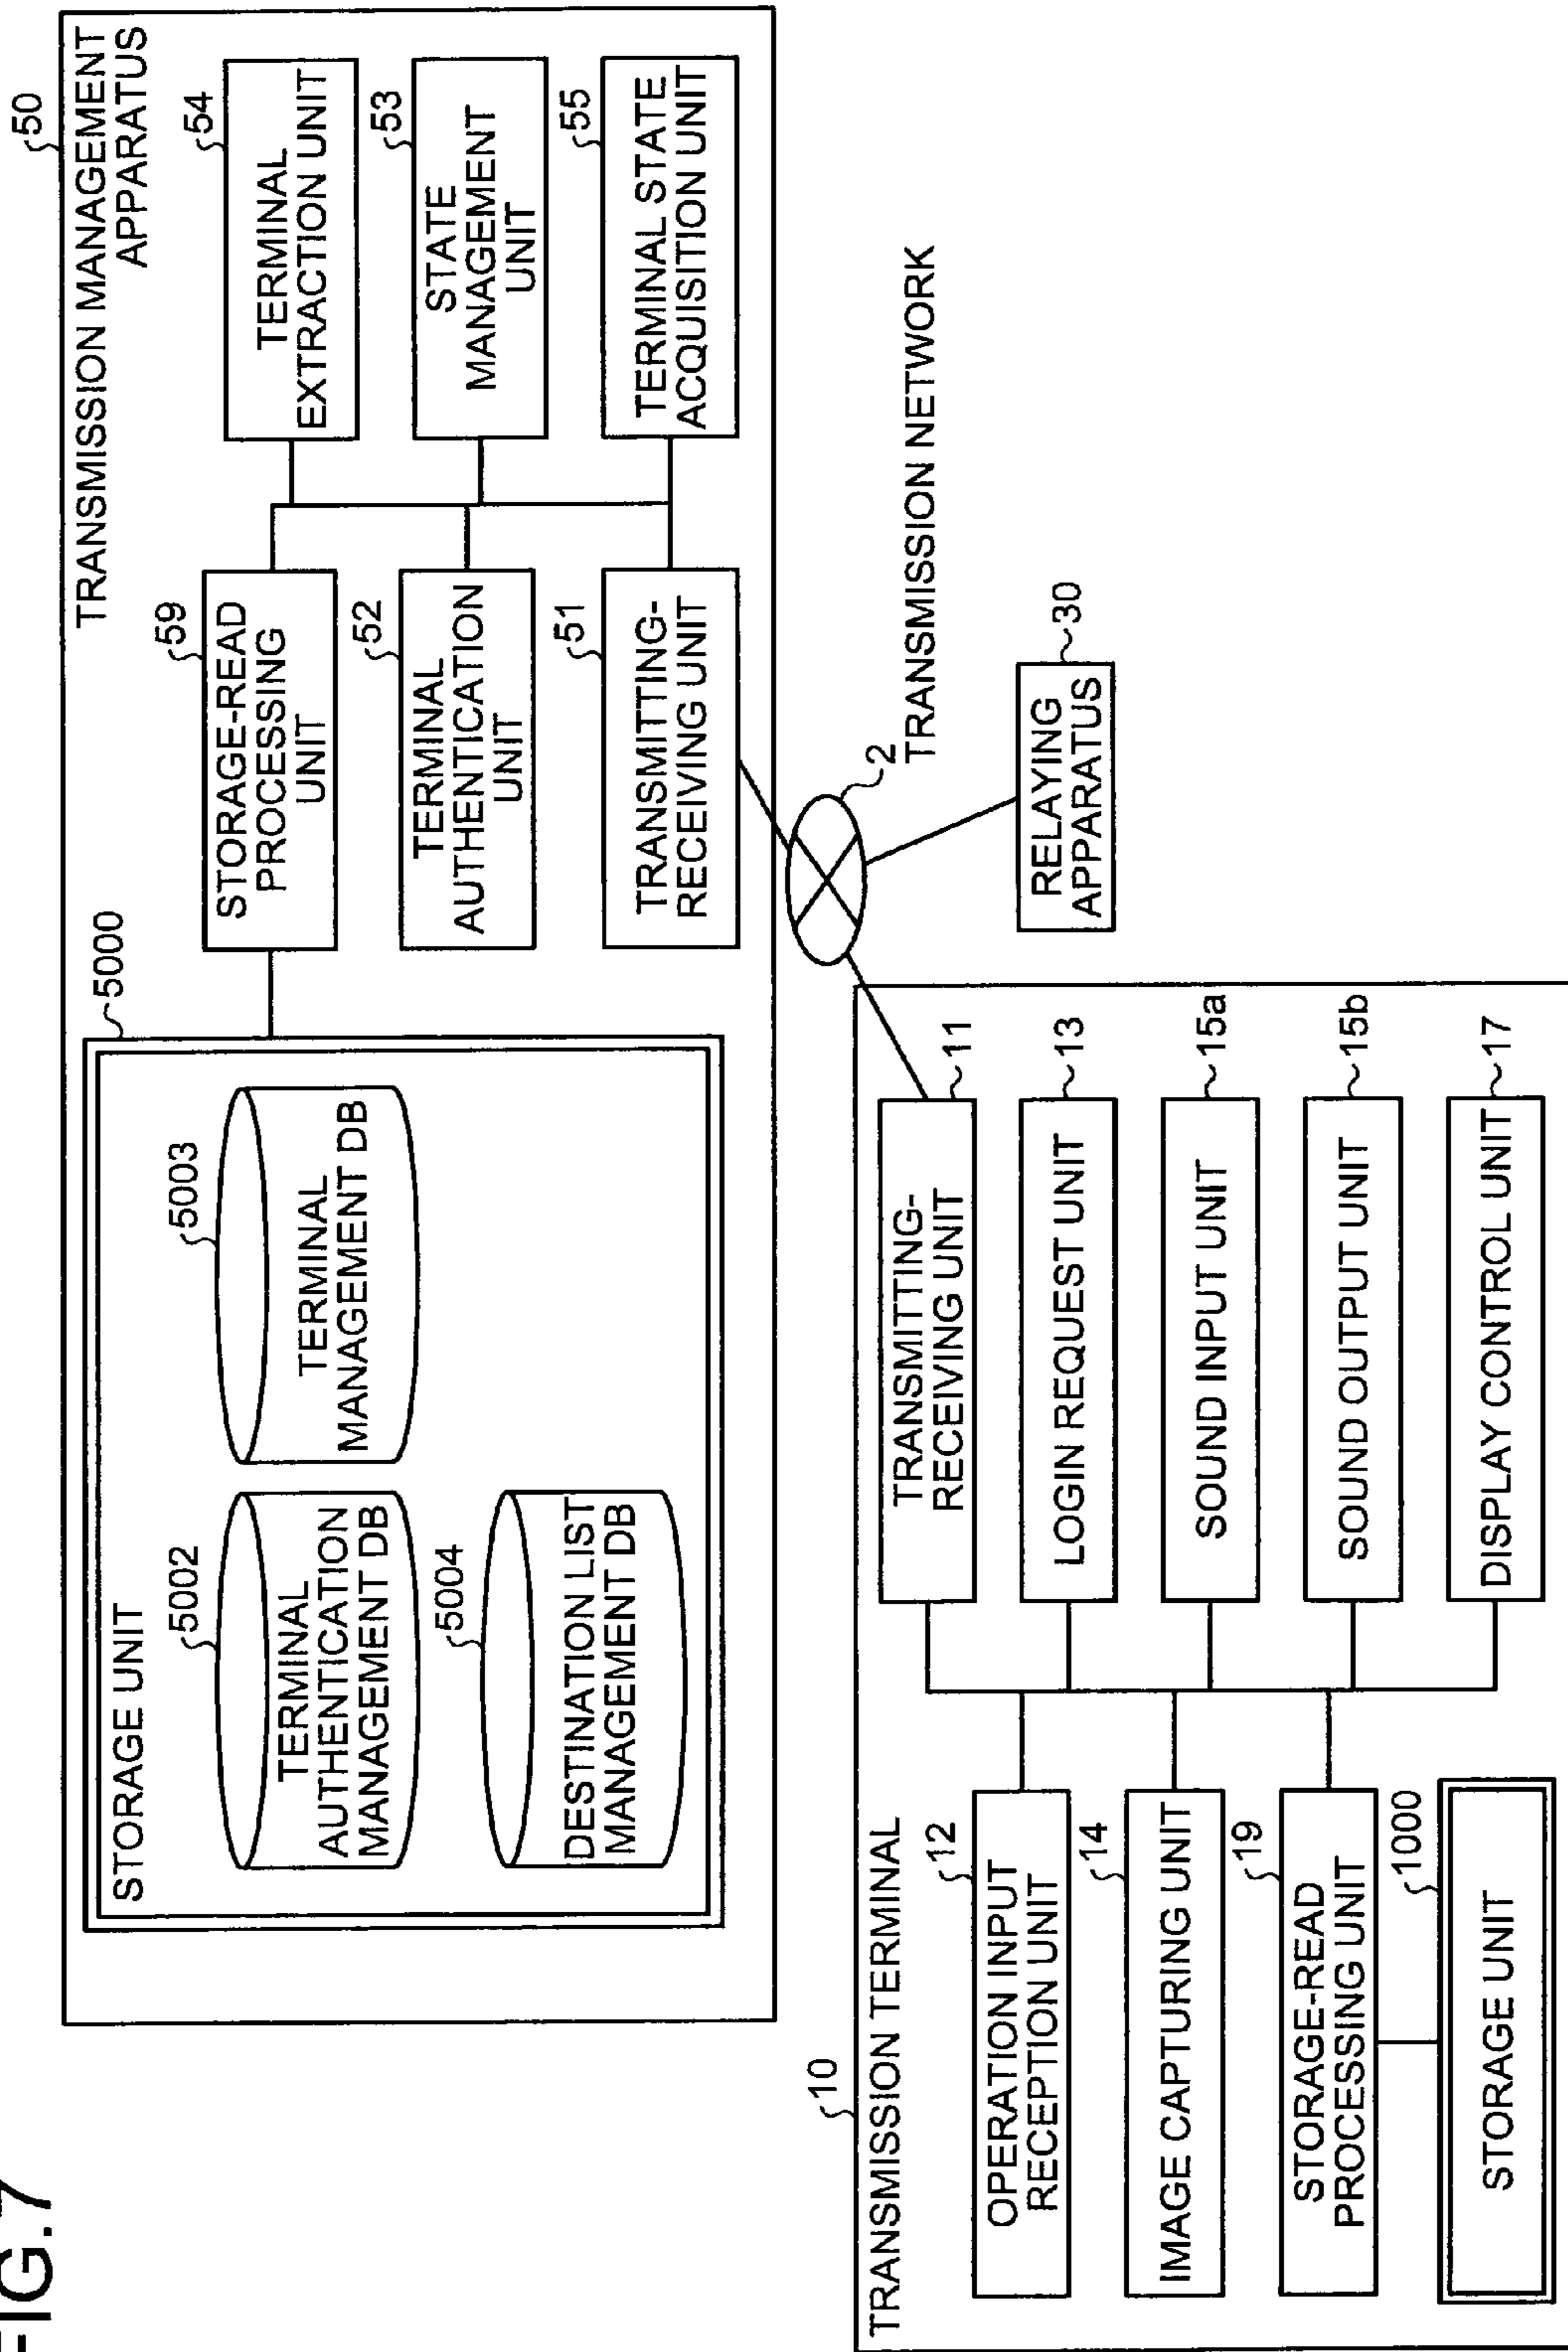 FIG.7
50
TRANSMISSION MANAGEMENT
APPARATUS
5000
STORAGE UNIT
5002
TERMINAL
AUTHENTICATION
MANAGEMENT DB
5003
TERMINAL
MANAGEMENT DB
5004
DESTINATION LIST
MANAGEMENT DB
59
STORAGE-READ
PROCESSING
UNIT
54
TERMINAL
EXTRACTION UNIT
52
TERMINAL
AUTHENTICATION
UNIT
53
STATE
MANAGEMENT
UNIT
51
TRANSMITTING-
RECEIVING UNIT
55
TERMINAL STATE
ACQUISITION UNIT
2
TRANSMISSION NETWORK
30
RELAYING
APPARATUS
10
TRANSMISSION TERMINAL
12
OPERATION INPUT
RECEPTION UNIT
14
IMAGE CAPTURING UNIT
19
STORAGE-READ
PROCESSING UNIT
1000
STORAGE UNIT
TRANSMITTING-
RECEIVING UNIT
11
LOGIN REQUEST UNIT
13
SOUND INPUT UNIT
15a
SOUND OUTPUT UNIT
15b
DISPLAY CONTROL UNIT
17